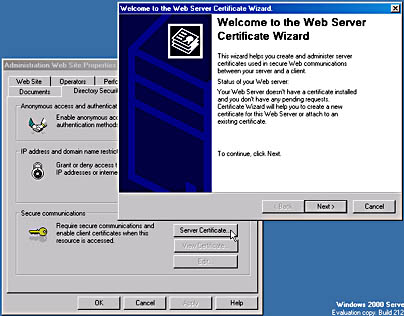 Welcome to the Web Server Certificate Wizard.
Welcome to the Web Server
Certificate Wizard
This wizard helps you create and administer server
certificates used in secure Web communications
between your server and a client.
Status of your Web server:
Your Web Server doesn't have a certificate installed
and you don't have any pending requests.
Certificate Wizard will help you to create a new
certificate for this Web Server or attach to an
existing certificate.
To continue, click Next.
< Back
Next >
Cancel
Administration Web Site Properties
Web Site
Operators
Perfo
Documents
Directory Securit
Anonymous access and authenticat
Enable anonymous acc
authentication methods
IP address and domain name restrict
Grant or deny access t
IP addresses or interne
Secure communications
Require secure communications and
enable client certificates when this
resource is accessed.
Server Certificate...
View Certificate...
Edit...
OK
Cancel
Apply
Help
Windows 2000 Serve
Evaluation copy. Build 212